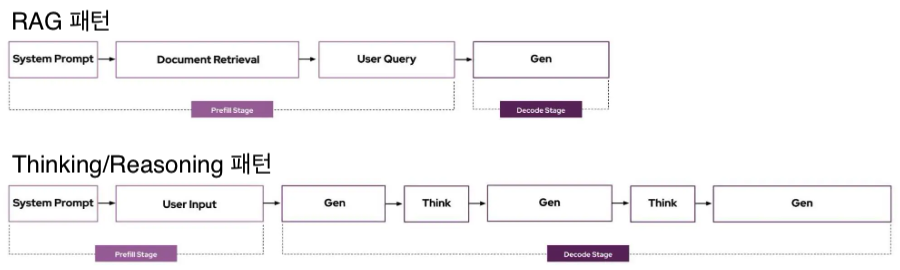 RAG 패턴
System Prompt
Document Retrieval
User Query
Gen
Prefill Stage
Decode Stage
Thinking/Reasoning 패턴
System Prompt
User Input
Gen
Think
Gen
Think
Gen
Prefill Stage
Decode Stage